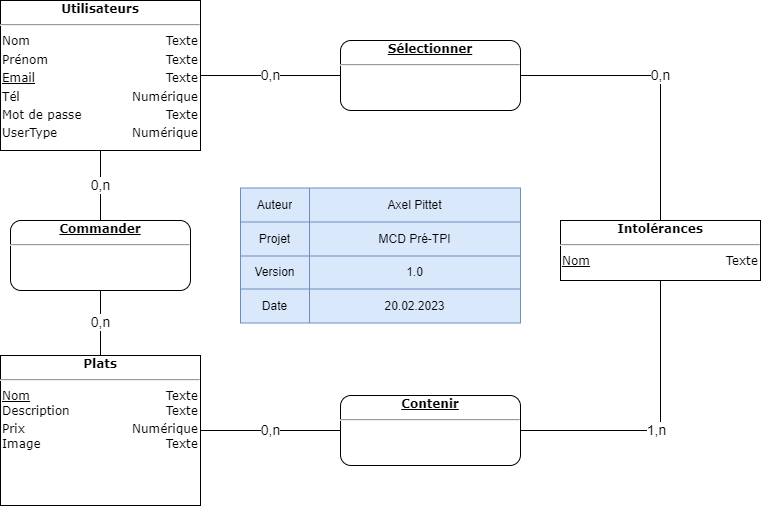 Utilisateurs
Nom Texte
Prénom Texte
Email Texte
Tél Numérique
Mot de passe Texte
UserType Numérique
0,n
Sélectionner
0,n
0,n
Commander
0,n
Auteur Axel Pittet
Projet MCD Pré-TPI
Version 1.0
Date 20.02.2023
Intolérances
Nom Texte
Plats
Nom Texte
Description Texte
Prix Numérique
Image Texte
0,n
Contenir
1,n